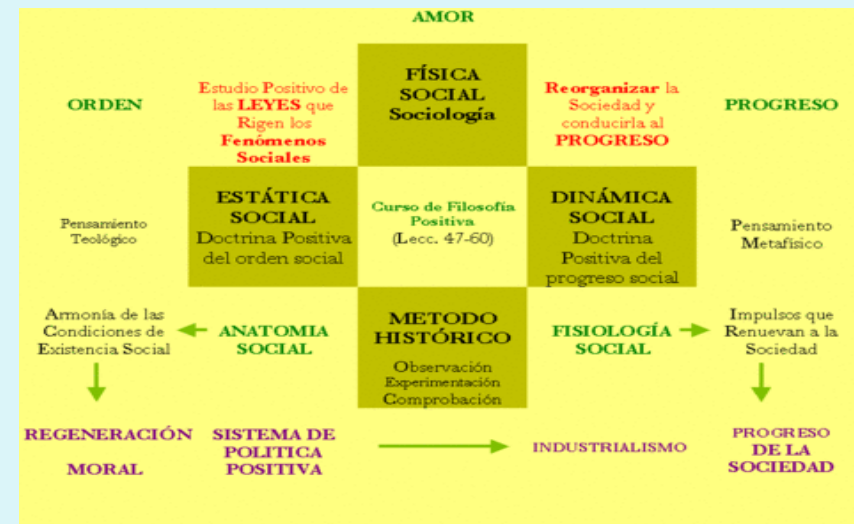 AMOR
ORDEN
Estudio Positivo de
las LEYES que
Rigen los
Fenómenos
Sociales
FÍSICA
SOCIAL
Sociología
Reorganizar la
Sociedad y
conducirla al
PROGRESO
PROGRESO
Pensamiento
Teológico
ESTÁTICA
SOCIAL
Doctrina Positiva
del orden social
Curso de Filosofía
Positiva
(Lecc. 47-60)
DINÁMICA
SOCIAL
Doctrina
Positiva del
progreso social
Pensamiento
Metafísico
Armonía de las
Condiciones de
Existencia Social
ANATOMIA
SOCIAL
METODO
HISTÓRICO
Observación
Experimentación
Comprobación
FISIOLOGÍA
SOCIAL
Impulsos que
Renuevan a la
Sociedad
REGENERACIÓN
MORAL
SISTEMA DE
POLITICA
POSITIVA
INDUSTRIALISMO
PROGRESO
DE LA
SOCIEDAD